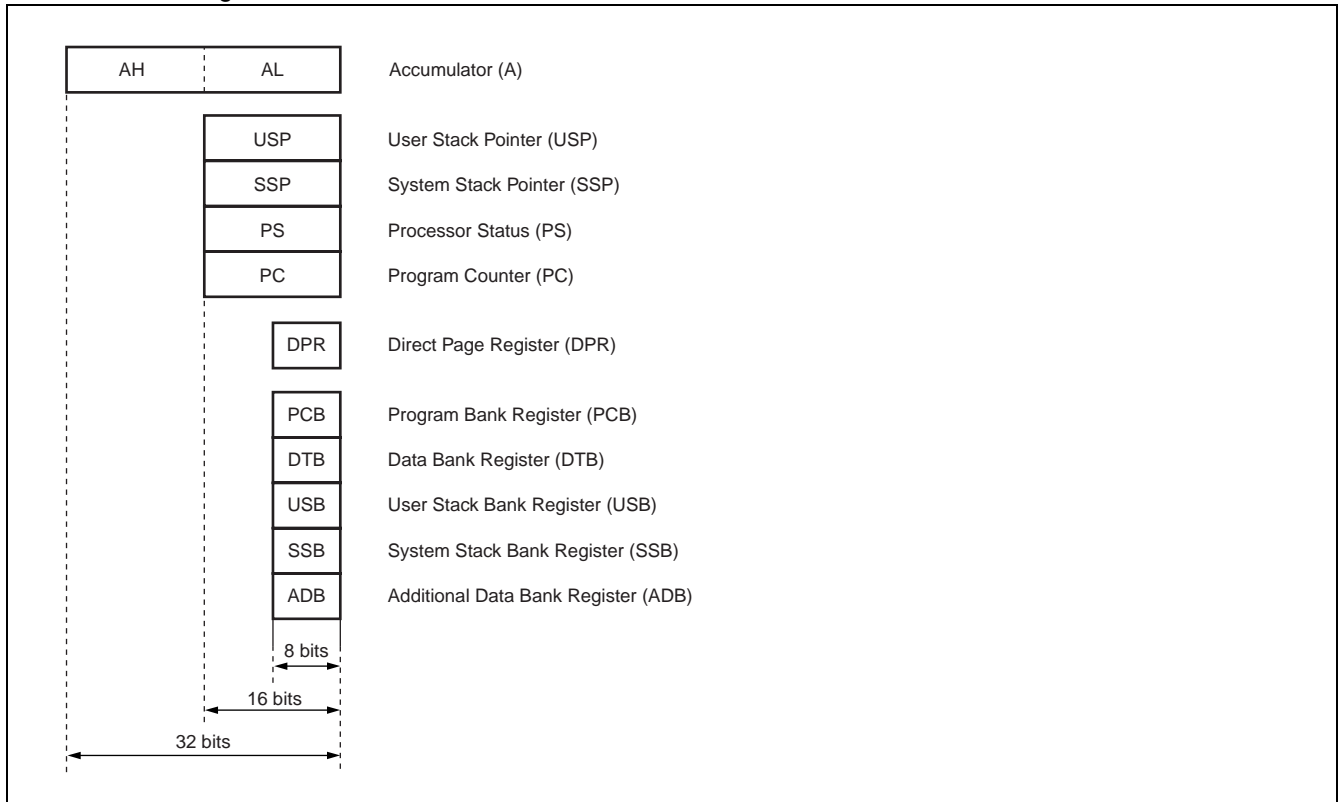 AH AL Accumulator (A)
USP User Stack Pointer (USP)
SSP System Stack Pointer (SSP)
PS Processor Status (PS)
PC Program Counter (PC)
DPR Direct Page Register (DPR)
PCB Program Bank Register (PCB)
DTB Data Bank Register (DTB)
USB User Stack Bank Register (USB)
SSB System Stack Bank Register (SSB)
ADB Additional Data Bank Register (ADB)
8 bits
16 bits
32 bits